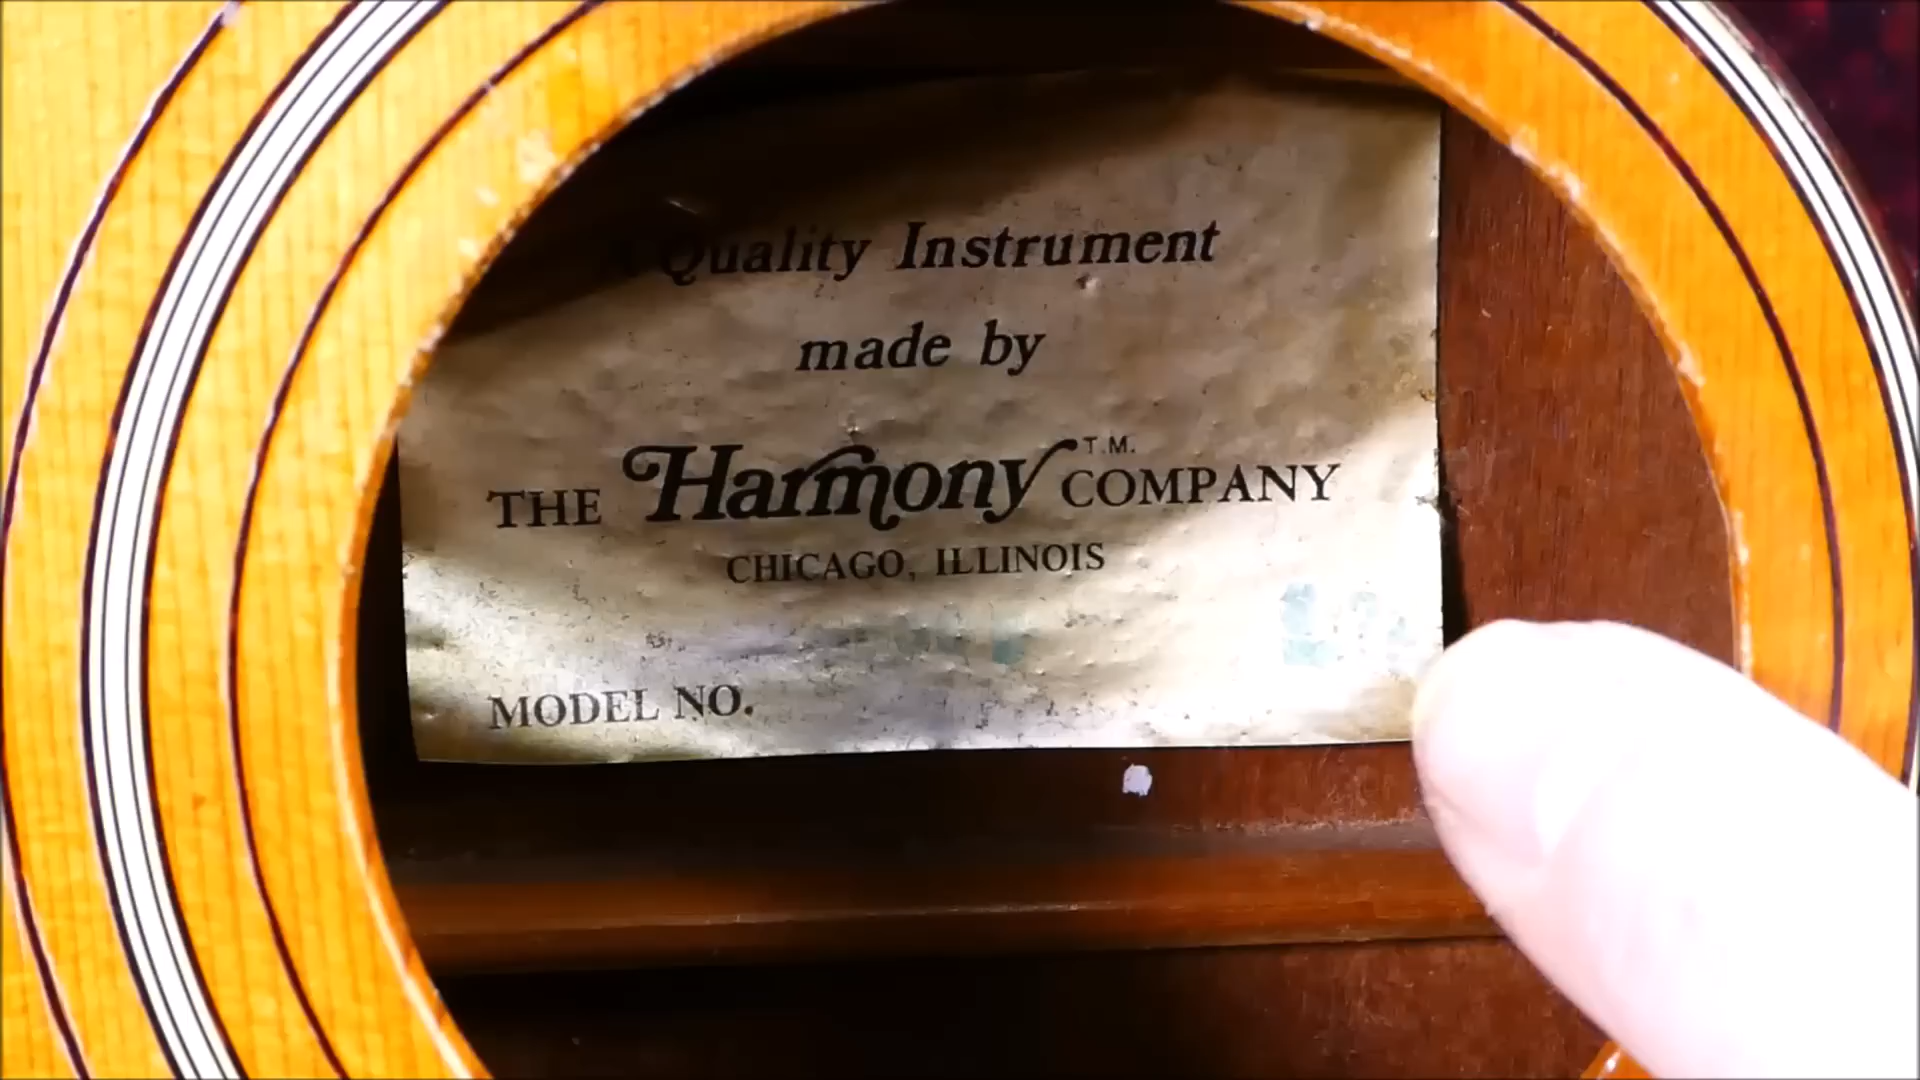 A Quality Instrument
made by
THE Harmony T.M. COMPANY
CHICAGO, ILLINOIS
MODEL NO.